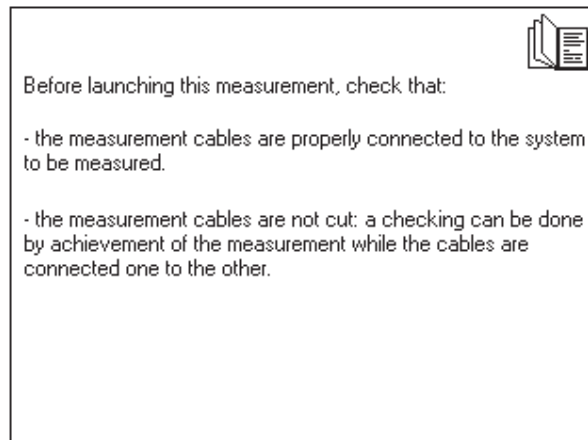 Before launching this measurement, check that:
- the measurement cables are properly connected to the system
to be measured.
- the measurement cables are not cut: a checking can be done
by achievement of the measurement while the cables are
connected one to the other.